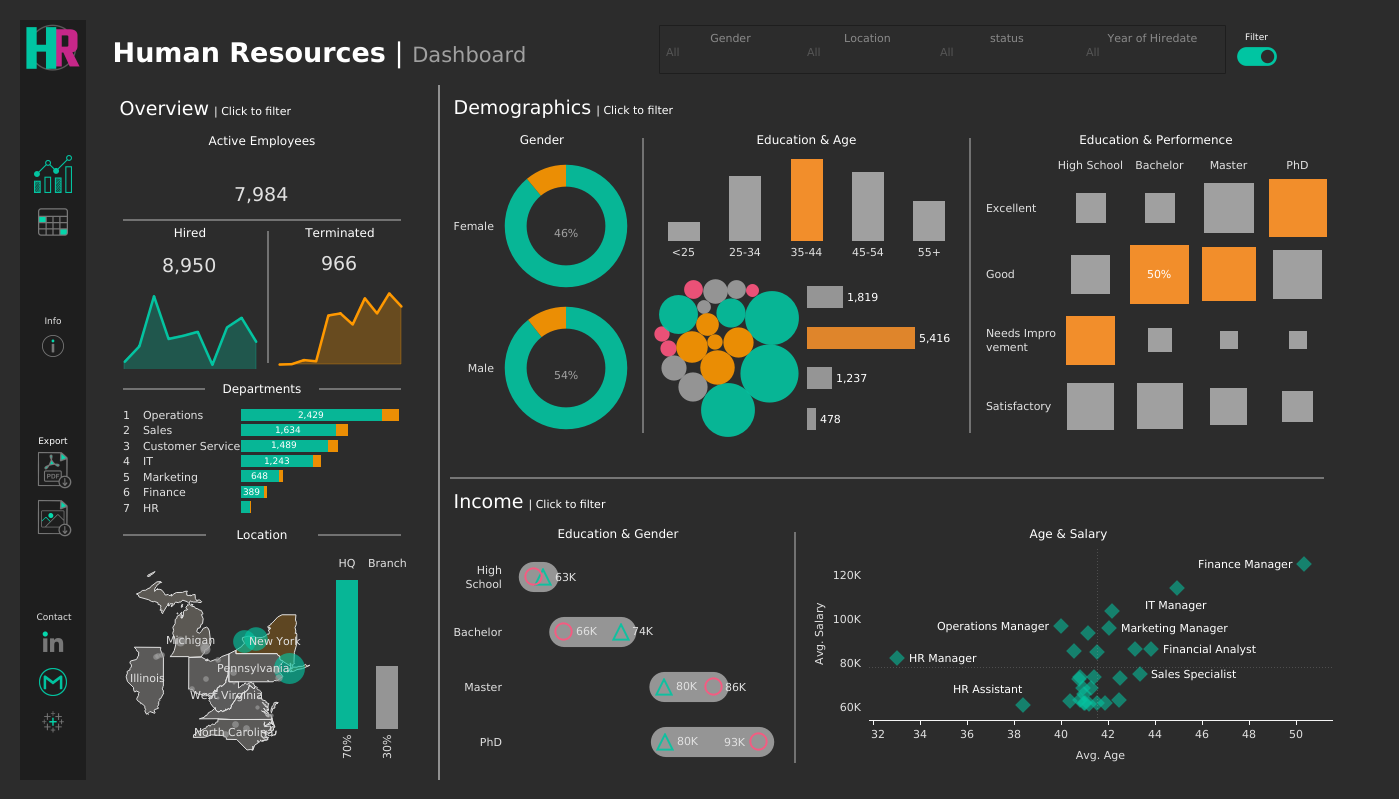 HR
Human Resources | Dashboard
Gender
Location
status
Year of Hiredate
All
All
All
All
Filter
Info
Export
PDF
Contact
in
M
Overview | Click to filter
Active Employees
7,984
Hired
Terminated
8,950
966
Departments
1 Operations 2,429
2 Sales 1,634
3 Customer Service 1,489
4 IT 1,243
5 Marketing 648
6 Finance 389
7 HR
Location
HQ
Branch
Michigan
New York
Pennsylvania
Illinois
West Virginia
North Carolina
70%
30%
Demographics | Click to filter
Gender
Female
46%
Male
54%
Education & Age
<25
25-34
35-44
45-54
55+
1,819
5,416
1,237
478
Education & Performence
High School
Bachelor
Master
PhD
Excellent
Good
50%
Needs Impro
vement
Satisfactory
Income | Click to filter
Education & Gender
High
School
63K
Bachelor
66K
74K
Master
80K
86K
PhD
80K
93K
Age & Salary
Avg. Salary
120K
100K
80K
60K
Finance Manager
IT Manager
Operations Manager
Marketing Manager
Financial Analyst
HR Manager
Sales Specialist
HR Assistant
32
34
36
38
40
42
44
46
48
50
Avg. Age